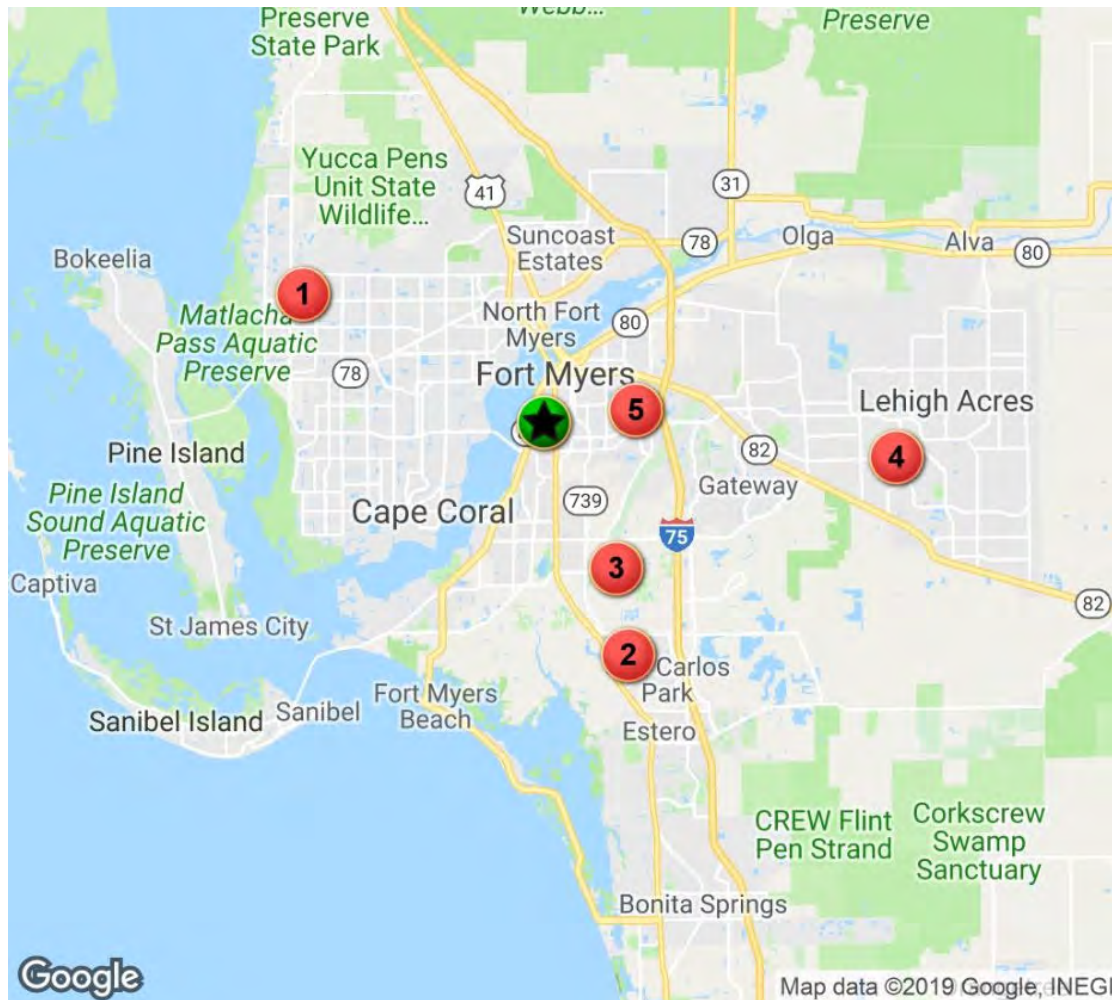 Webb...
Preserve
State Park
Preserve
Yucca Pens
Unit State
Wildlife...
41
31
Suncoast
Estates
78
Olga
Alva
80
Bokeelia
1
Matlacha
Pass Aquatic
Preserve
North Fort
Myers
80
78
Fort Myers
5
Lehigh Acres
Pine Island
82
4
Pine Island
Sound Aquatic
Preserve
Cape Coral
739
Gateway
75
3
Captiva
82
St James City
2
Carlos
Park
Fort Myers
Beach
Sanibel Island
Sanibel
Estero
CREW Flint
Pen Strand
Corkscrew
Swamp
Sanctuary
Bonita Springs
Google
Map data ©2019 Google, INEGI